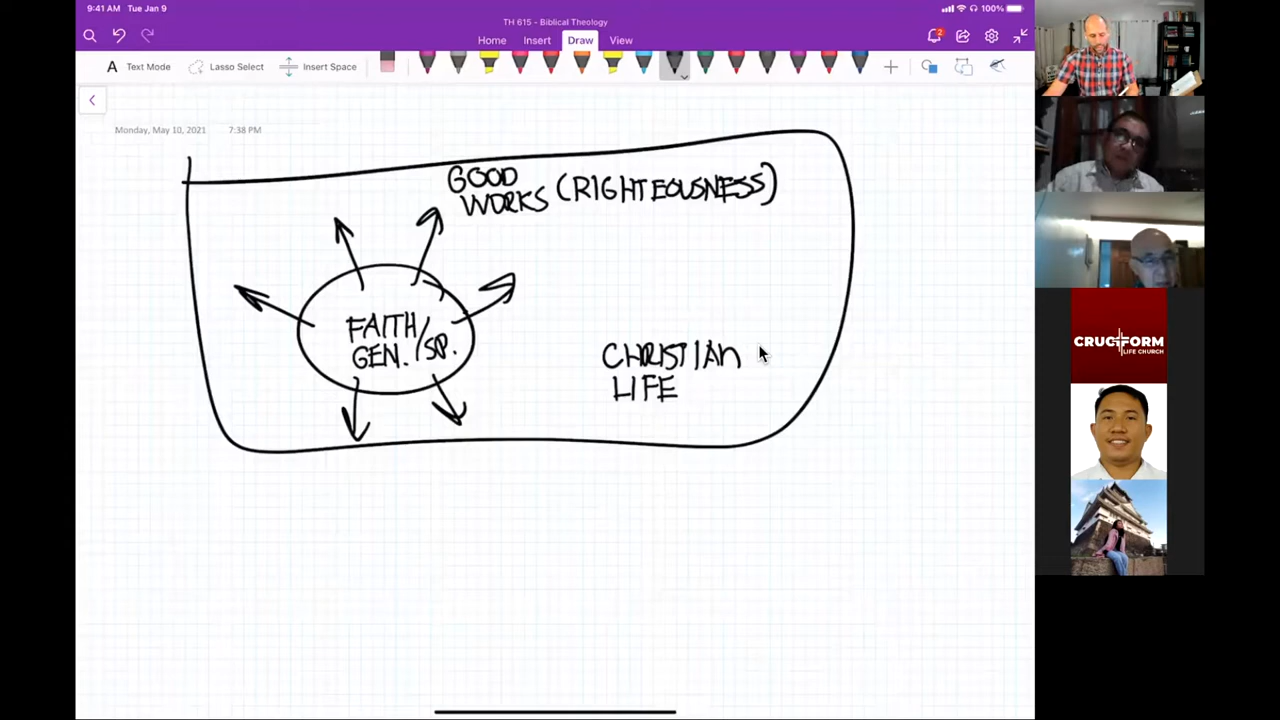 9:41 AM Tue Jan 9
100%
TH 615 - Biblical Theology
Home Insert Draw View
2
Text Mode Lasso Select Insert Space
Monday, May 10, 2021 7:38 PM
GOOD
WORKS (RIGHTEOUSNESS)
FAITH/
GEN. /SP.
CHRISTIAN
LIFE
CRUCIFORM
LIFE CHURCH